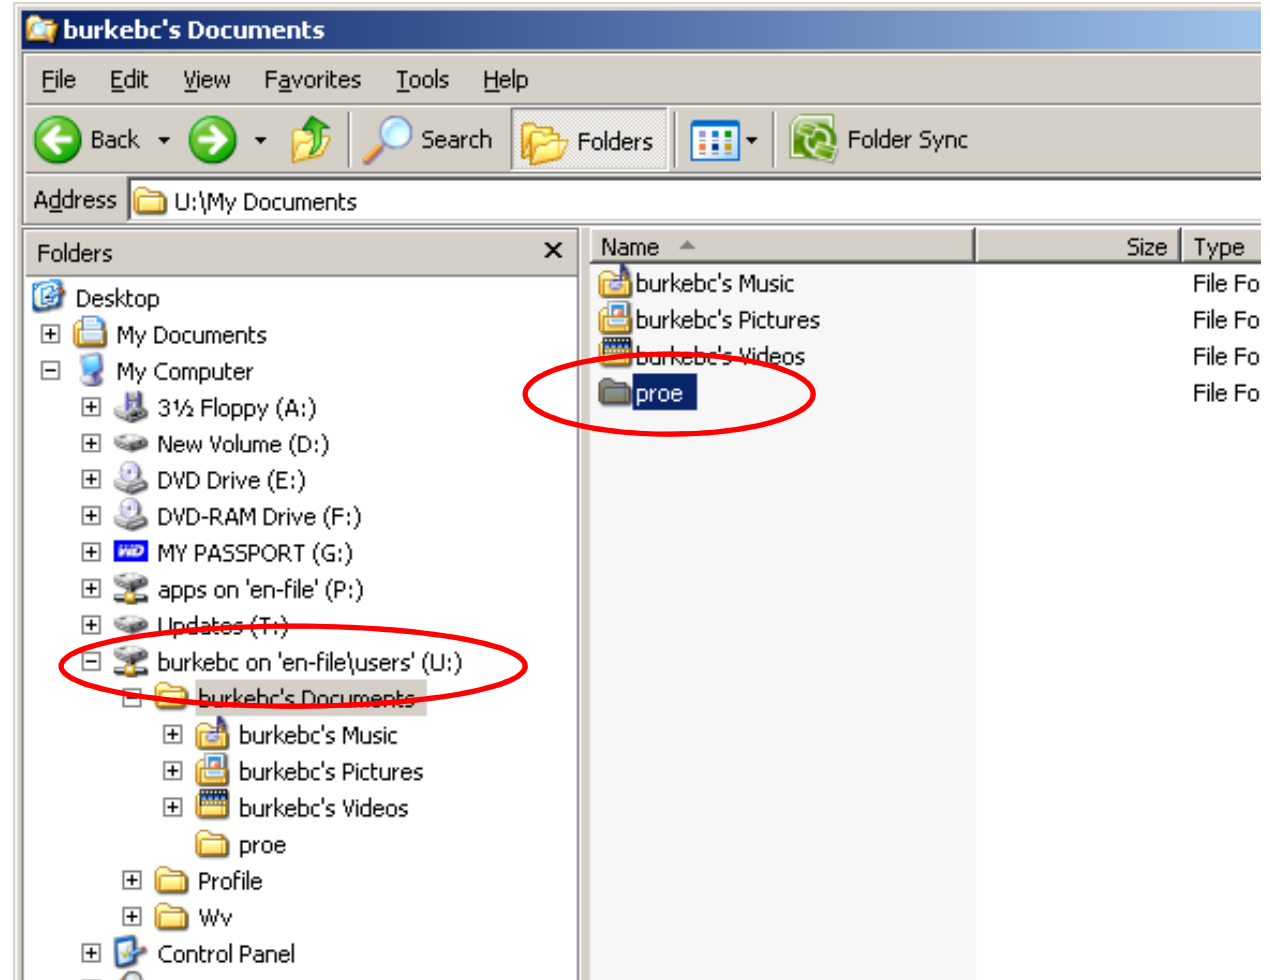 burkebc's Documents
File Edit View Favorites Tools Help
Back Search Folders Folder Sync
Address U:\My Documents
Folders
Desktop
My Documents
My Computer
3½ Floppy (A:)
New Volume (D:)
DVD Drive (E:)
DVD-RAM Drive (F:)
WD MY PASSPORT (G:)
apps on 'en-file' (P:)
Updates (T:)
burkebc on 'en-file\users' (U:)
burkebc's Documents
burkebc's Music
burkebc's Pictures
burkebc's Videos
proe
Profile
Wv
Control Panel
Name Size Type
burkebc's Music File Fo
burkebc's Pictures File Fo
burkebc's Videos File Fo
proe File Fo